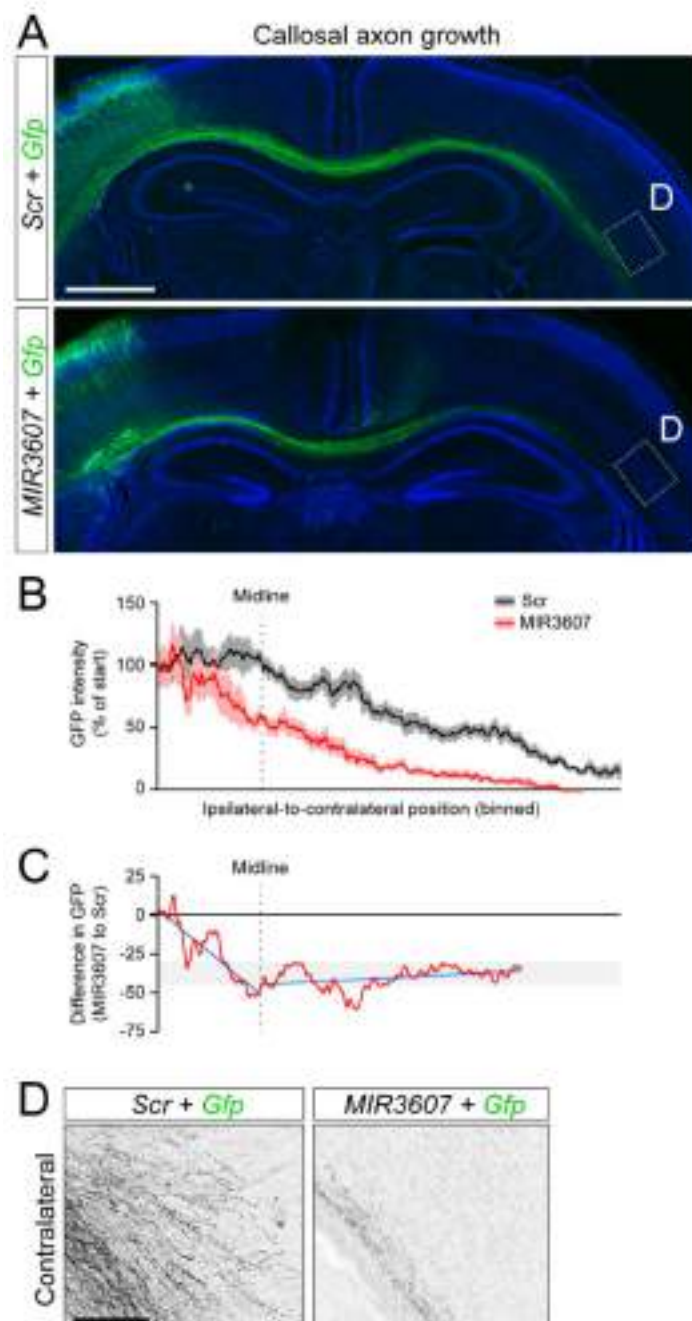 A
Callosal axon growth
Scr + Gfp
D
MIR3607 + Gfp
D
B
150
100
50
0
GFP intensity
(% of start)
Midline
Scr
MIR3607
Ipsilateral-to-contralateral position (binned)
C
25
0
-25
-50
-75
Difference in GFP
(MIR3607 to Scr)
Midline
D
Scr + Gfp
MIR3607 + Gfp
Contralateral